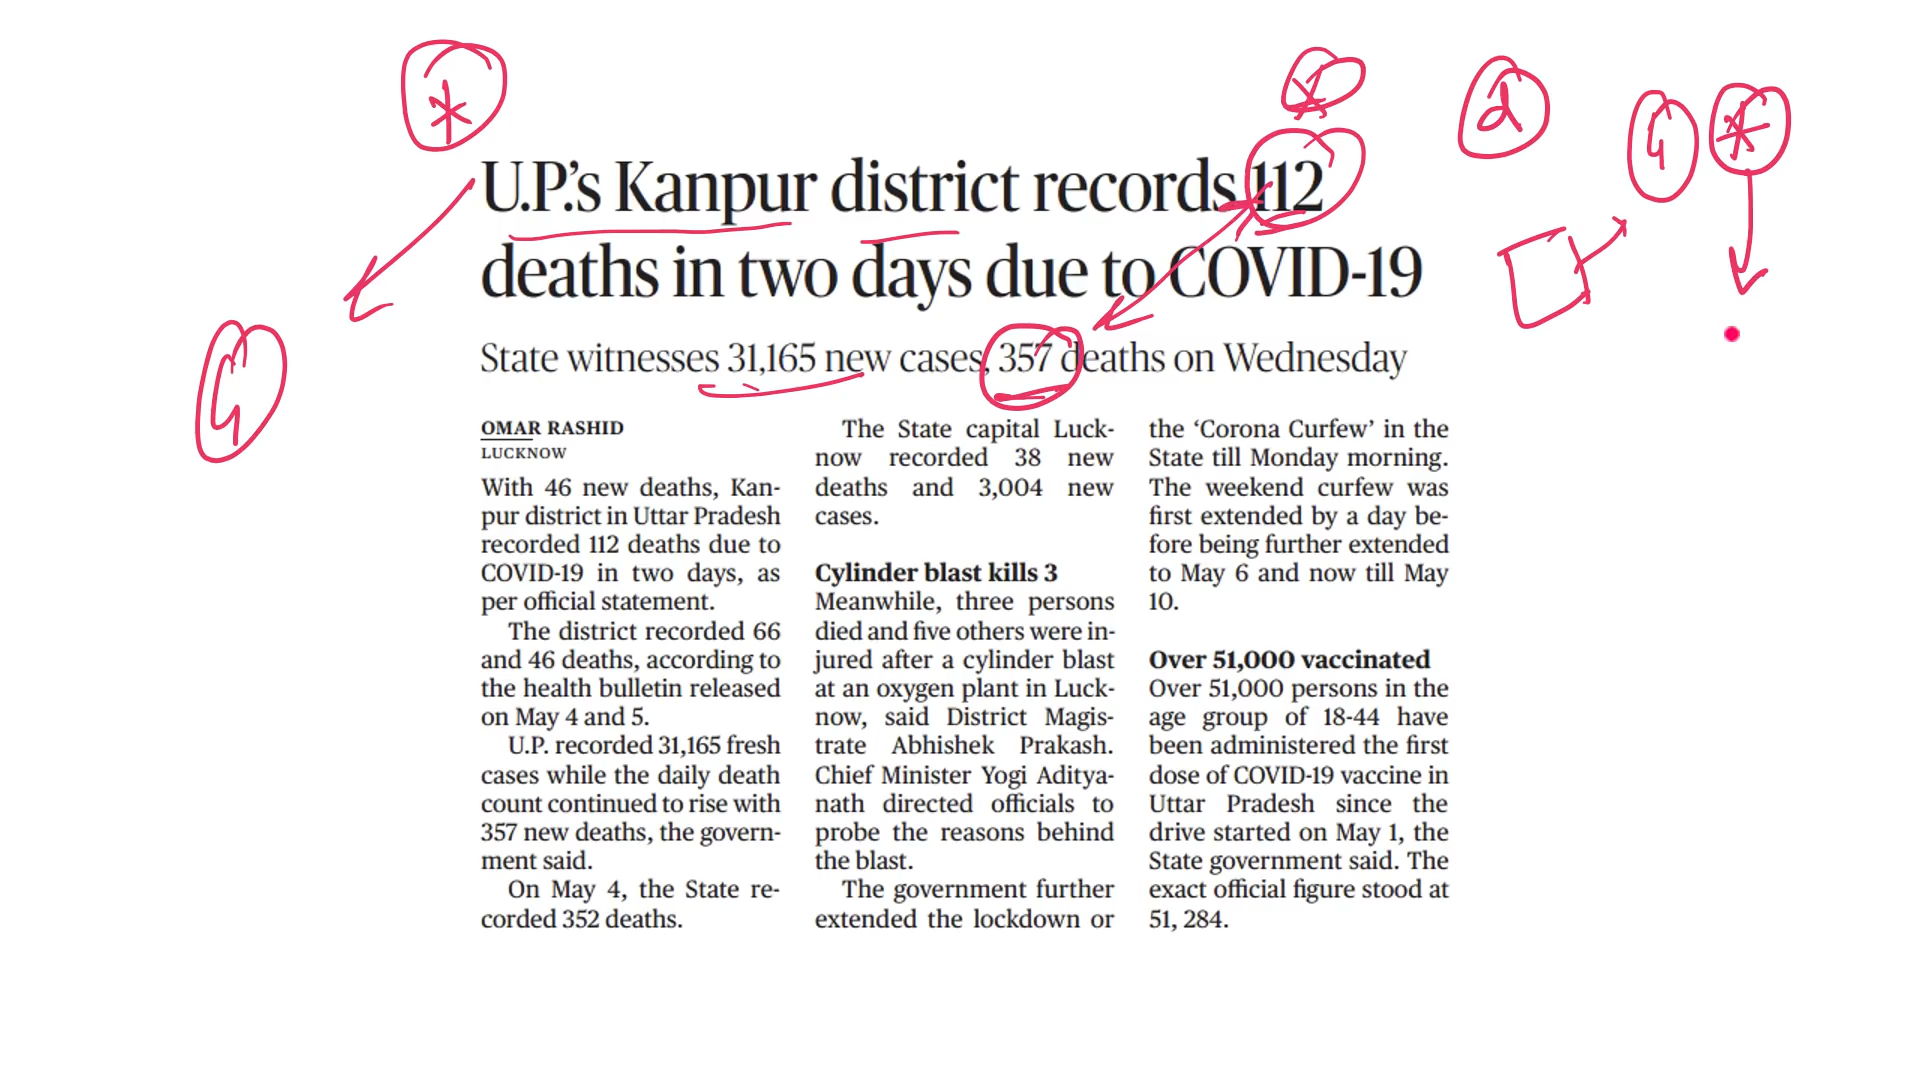 U.P.'s Kanpur district records 112
deaths in two days due to COVID-19
State witnesses 31,165 new cases, 357 deaths on Wednesday
OMAR RASHID
LUCKNOW
With 46 new deaths, Kan-
pur district in Uttar Pradesh
recorded 112 deaths due to
COVID-19 in two days, as
per official statement.
The district recorded 66
and 46 deaths, according to
the health bulletin released
on May 4 and 5.
U.P. recorded 31,165 fresh
cases while the daily death
count continued to rise with
357 new deaths, the govern-
ment said.
On May 4, the State re-
corded 352 deaths.
The State capital Luck-
now recorded 38 new
deaths and 3,004 new
cases.
Cylinder blast kills 3
Meanwhile, three persons
died and five others were in-
jured after a cylinder blast
at an oxygen plant in Luck-
now, said District Magis-
trate Abhishek Prakash.
Chief Minister Yogi Aditya-
nath directed officials to
probe the reasons behind
the blast.
The government further
extended the lockdown or
the 'Corona Curfew' in the
State till Monday morning.
The weekend curfew was
first extended by a day be-
fore being further extended
to May 6 and now till May
10.
Over 51,000 vaccinated
Over 51,000 persons in the
age group of 18-44 have
been administered the first
dose of COVID-19 vaccine in
Uttar Pradesh since the
drive started on May 1, the
State government said. The
exact official figure stood at
51, 284.